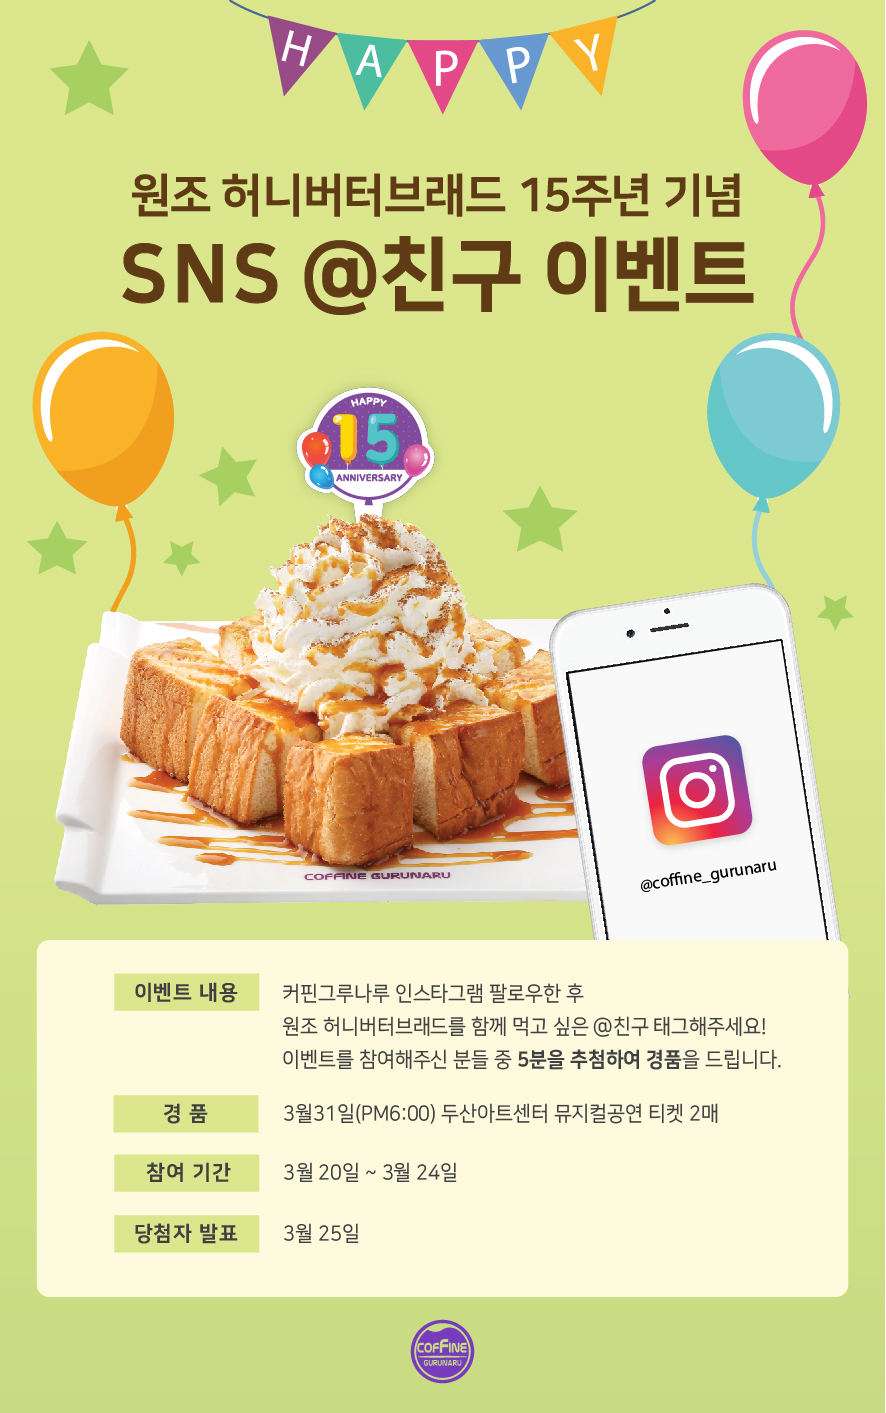 HAPPY
원조 허니버터브래드 15주년 기념
SNS @친구 이벤트
HAPPY
15
ANNIVERSARY
COFFINE GURUNARU
@coffine_gurunaru
이벤트 내용
커핀그루나루 인스타그램 팔로우한 후
원조 허니버터브래드를 함께 먹고 싶은 @친구 태그해주세요!
이벤트를 참여해주신 분들 중 5분을 추첨하여 경품을 드립니다.
경 품
3월31일(PM6:00) 두산아트센터 뮤지컬공연 티켓 2매
참여 기간
3월 20일 ~ 3월 24일
당첨자 발표
3월 25일
COFFINE
GURUNARU